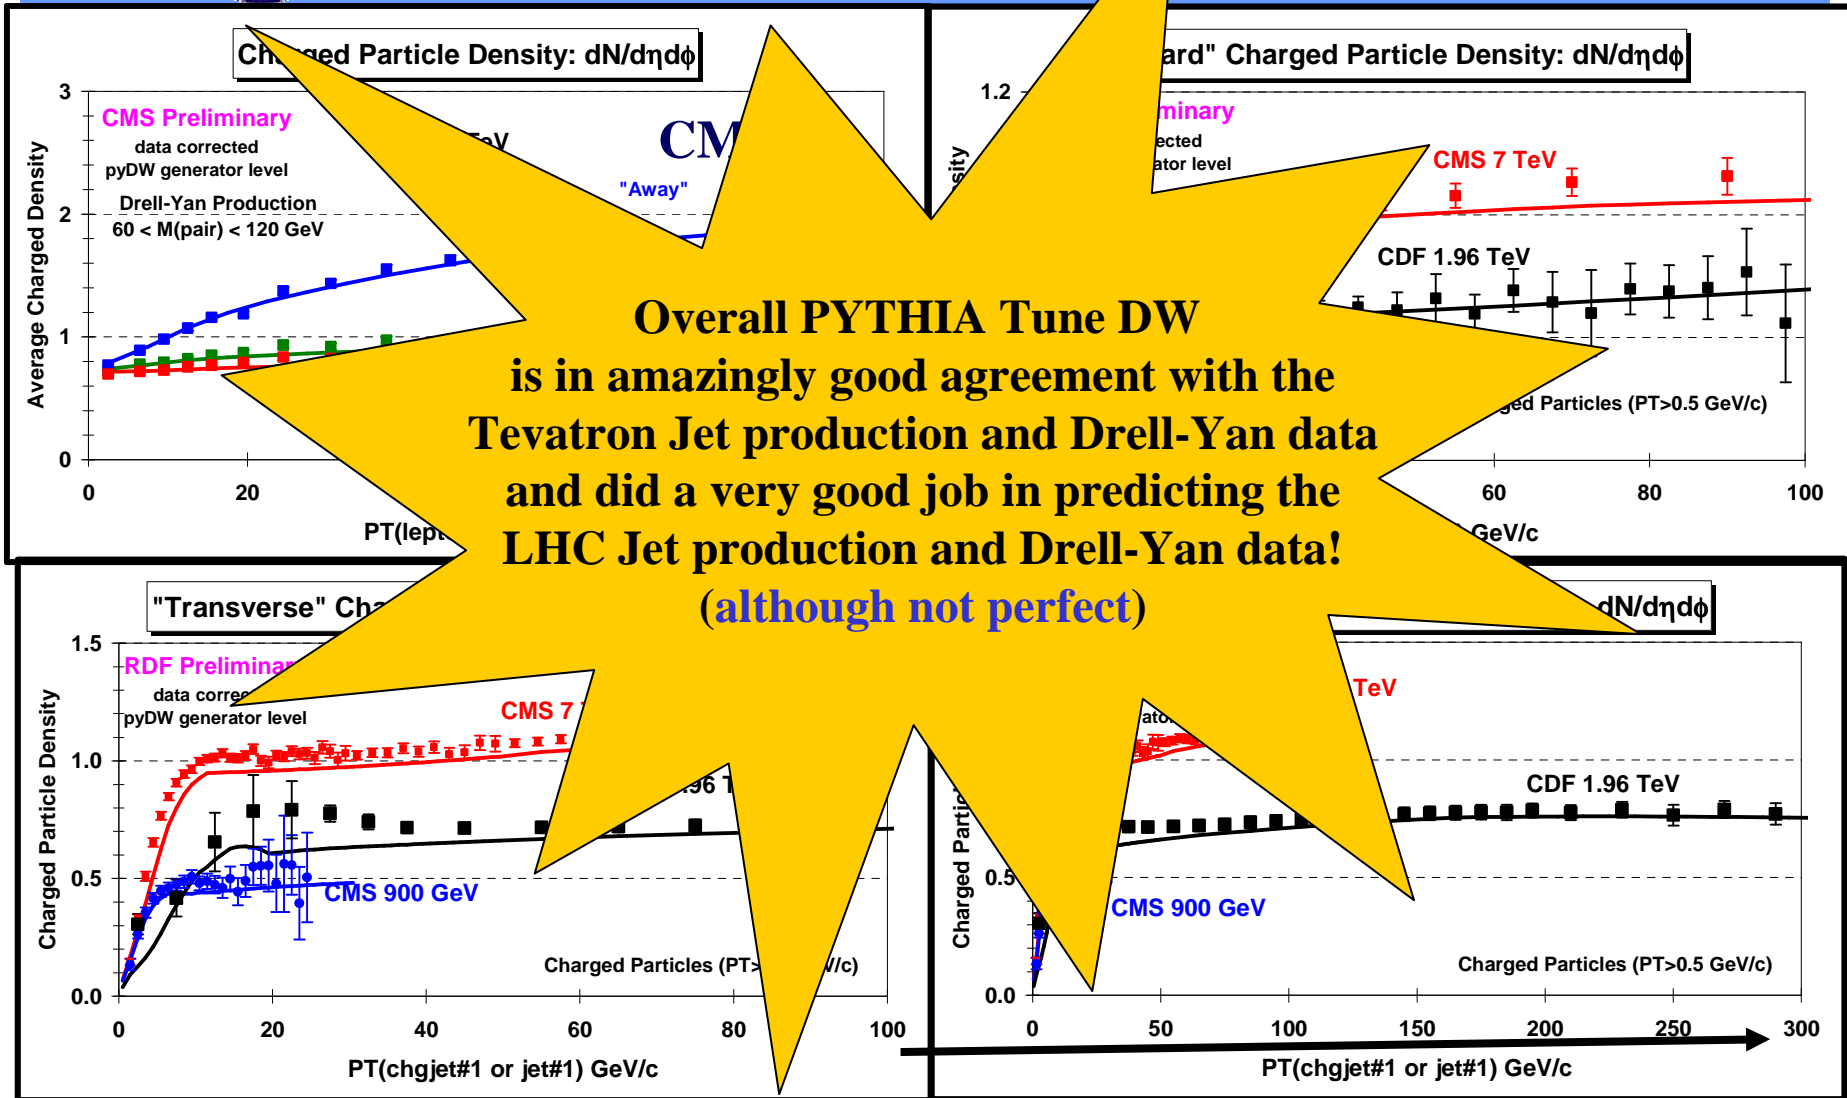 Charged Particle Density: dN/dηdϕ
3
2
1
0
0
20
Average Charged Density
CMS Preliminary
data corrected
pyDW generator level
Drell-Yan Production
60 < M(pair) < 120 GeV
"Away"
Charged Particle Density: dN/dηdϕ
1.2
CMS 7 TeV
CDF 1.96 TeV
Particles (PT>0.5 GeV/c)
60
80
100
GeV/c
Overall PYTHIA Tune DW
is in amazingly good agreement with the
Tevatron Jet production and Drell-Yan data
and did a very good job in predicting the
LHC Jet production and Drell-Yan data!
(although not perfect)
"Transverse"
1.5
1.0
0.5
0.0
0
20
40
60
80
100
Charged Particle Density
RDF
data
pyDW generator level
CMS 7
CMS 900 GeV
Charged Particles
PT(chgjet#1 or jet#1) GeV/c
dN/dηdϕ
TeV
CDF 1.96 TeV
0.5
CMS 900 GeV
Charged Particles (PT>0.5 GeV/c)
0.0
0
50
100
150
200
250
300
Charged
PT(chgjet#1 or jet#1) GeV/c